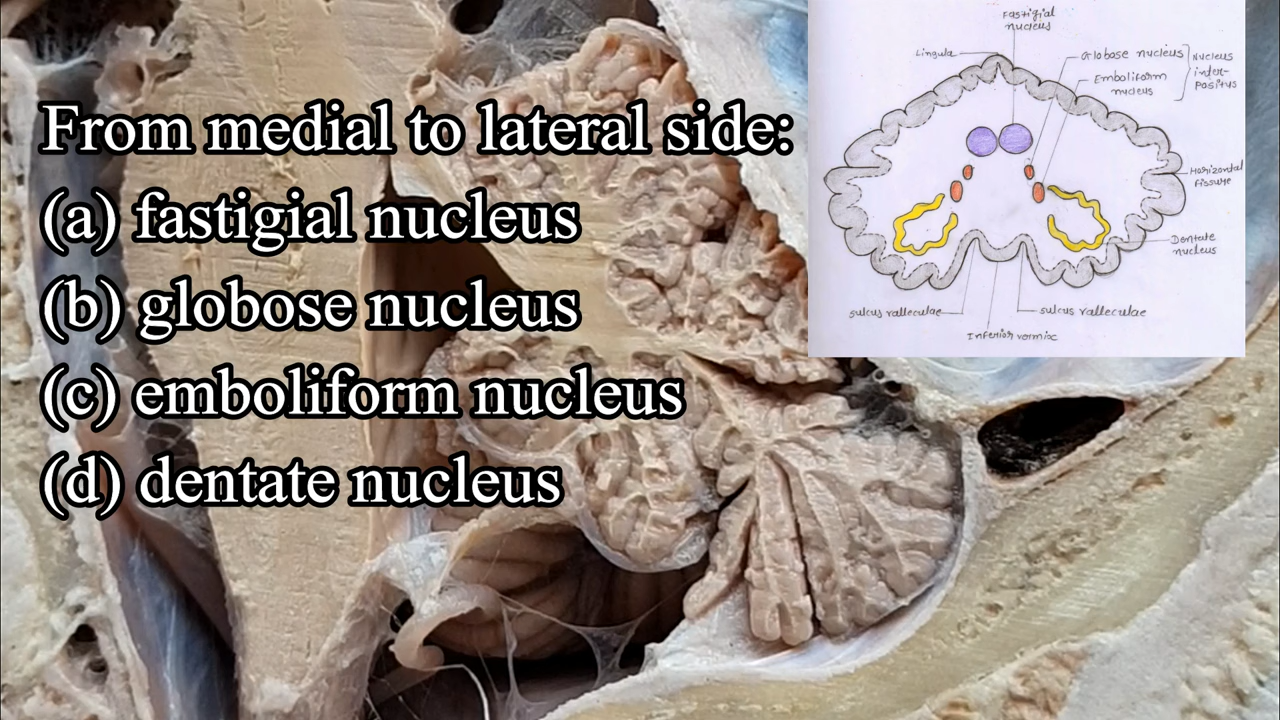 From medial to lateral side:
(a) fastigial nucleus
(b) globose nucleus
(c) emboliform nucleus
(d) dentate nucleus
Fastigial
nucleus
Lingula
Globose nucleus
Emboliform
nucleus
Nucleus
inter-
positus
Horizontal
fissure
Dentate
nucleus
sulcus valleculae
sulcus valleculae
Inferior vermix